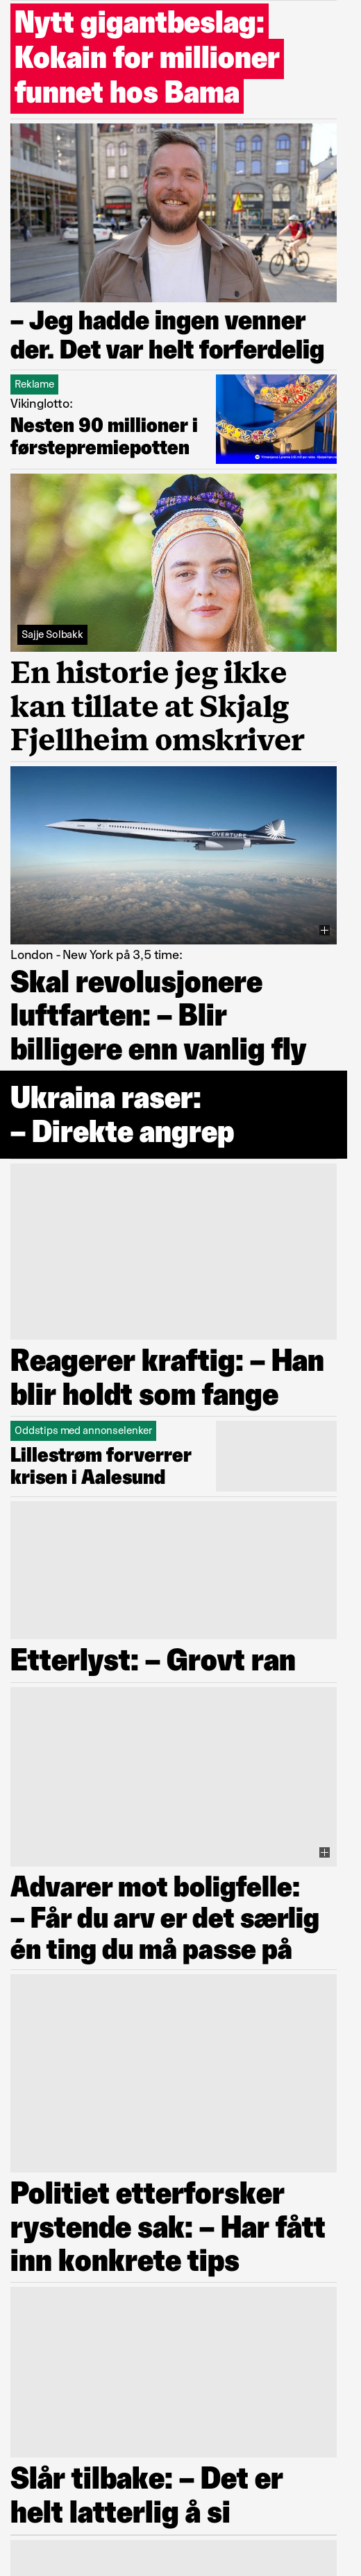 Nytt gigantbeslag:
Kokain for millioner
funnet hos Bama
– Jeg hadde ingen venner
der. Det var helt forferdelig
Reklame
Vikinglotto:
Nesten 90 millioner i
førstepremiepotten
Sajje Solbakk
En historie jeg ikke
kan tillate at Skjalg
Fjellheim omskriver
OVERTURE
London - New York på 3,5 time:
Skal revolusjonere
luftfarten: – Blir
billigere enn vanlig fly
Ukraina raser:
– Direkte angrep
Reagerer kraftig: – Han
blir holdt som fange
Oddstips med annonselenker
Lillestrøm forverrer
krisen i Aalesund
Etterlyst: – Grovt ran
Advarer mot boligfelle:
– Får du arv er det særlig
én ting du må passe på
Politiet etterforsker
rystende sak: – Har fått
inn konkrete tips
Slår tilbake: – Det er
helt latterlig å si